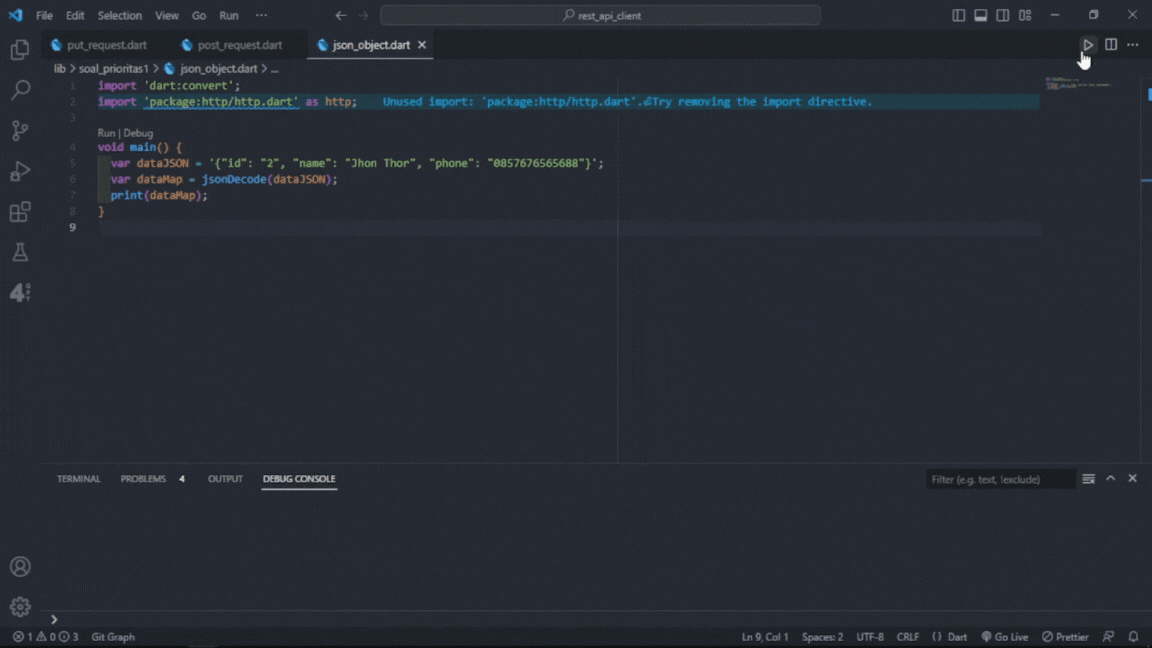 File Edit Selection View Go Run ··· rest_api_client
put_request.dart post_request.dart json_object.dart
lib > soal_prioritas1 > json_object.dart > ...
1 import 'dart:convert';
2 import 'package:http/http.dart' as http; Unused import: 'package:http/http.dart'.⏎Try removing the import directive.
3
Run | Debug
4 void main() {
5 var dataJSON = '{"id": "2", "name": "Jhon Thor", "phone": "0857676565688"}';
6 var dataMap = jsonDecode(dataJSON);
7 print(dataMap);
8 }
9
TERMINAL PROBLEMS 4 OUTPUT DEBUG CONSOLE Filter (e.g. text, !exclude)
1 0 3 Git Graph Ln 9, Col 1 Spaces: 2 UTF-8 CRLF {} Dart Go Live Prettier